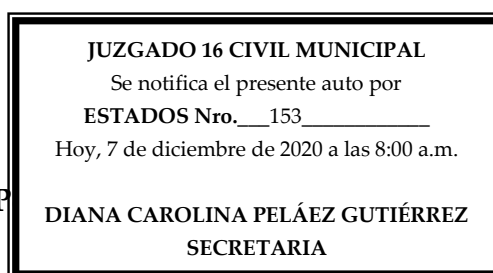 JUZGADO 16 CIVIL MUNICIPAL
Se notifica el presente auto por
ESTADOS Nro.___153_____________
Hoy, 7 de diciembre de 2020 a las 8:00 a.m.
P
DIANA CAROLINA PELÁEZ GUTIÉRREZ
SECRETARIA